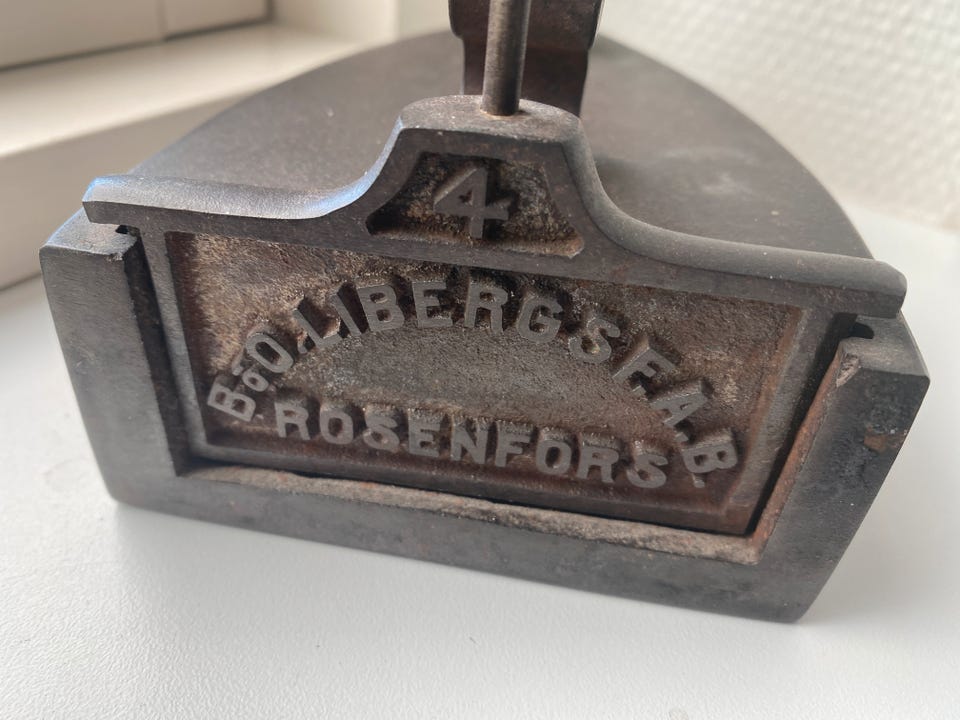 4
B. o O. LIBERGS F. A. B
ROSENFORS